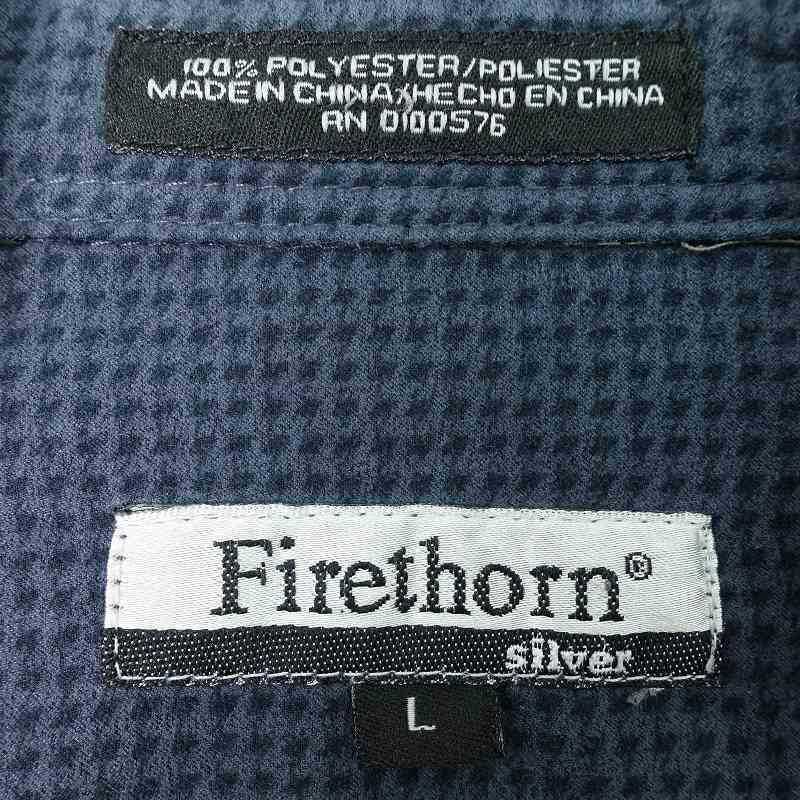 100% POLYESTER/POLIESTER
MADE IN CHINA/HECHO EN CHINA
RN 0100576
Firethorn®
silver
L